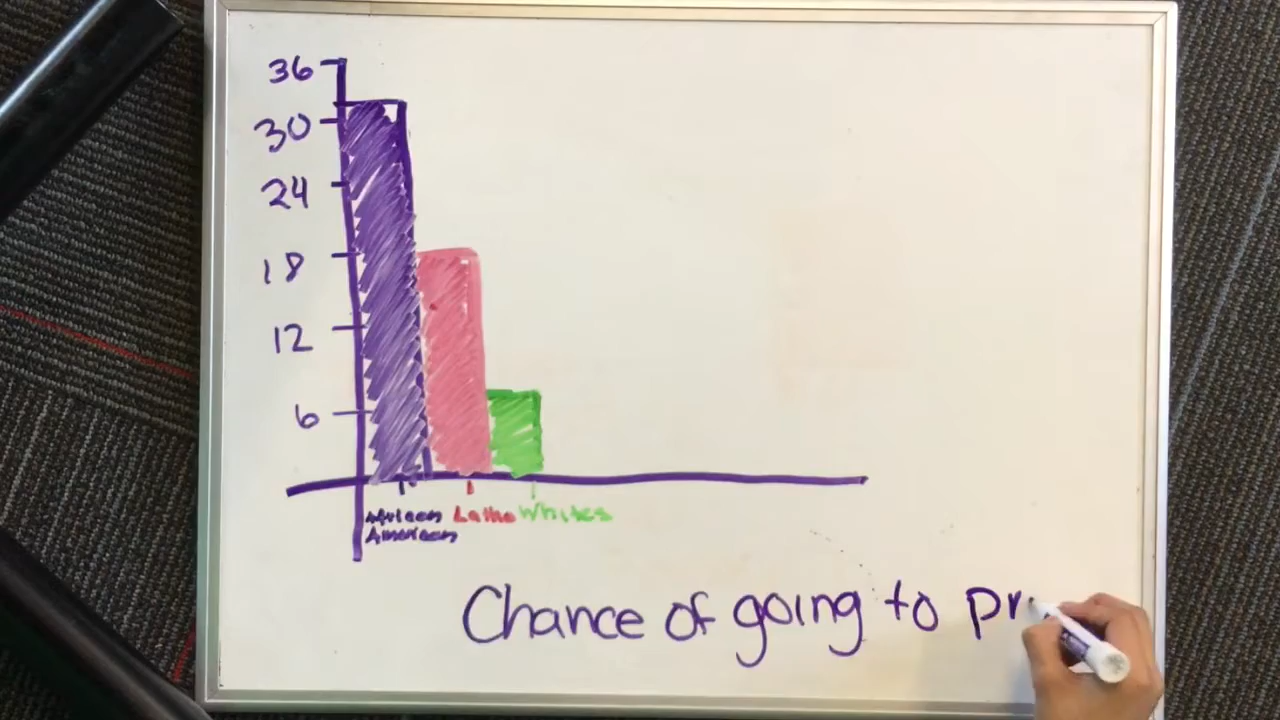 36
30
24
18
12
6
African Latino Whites
American
Chance of going to pr